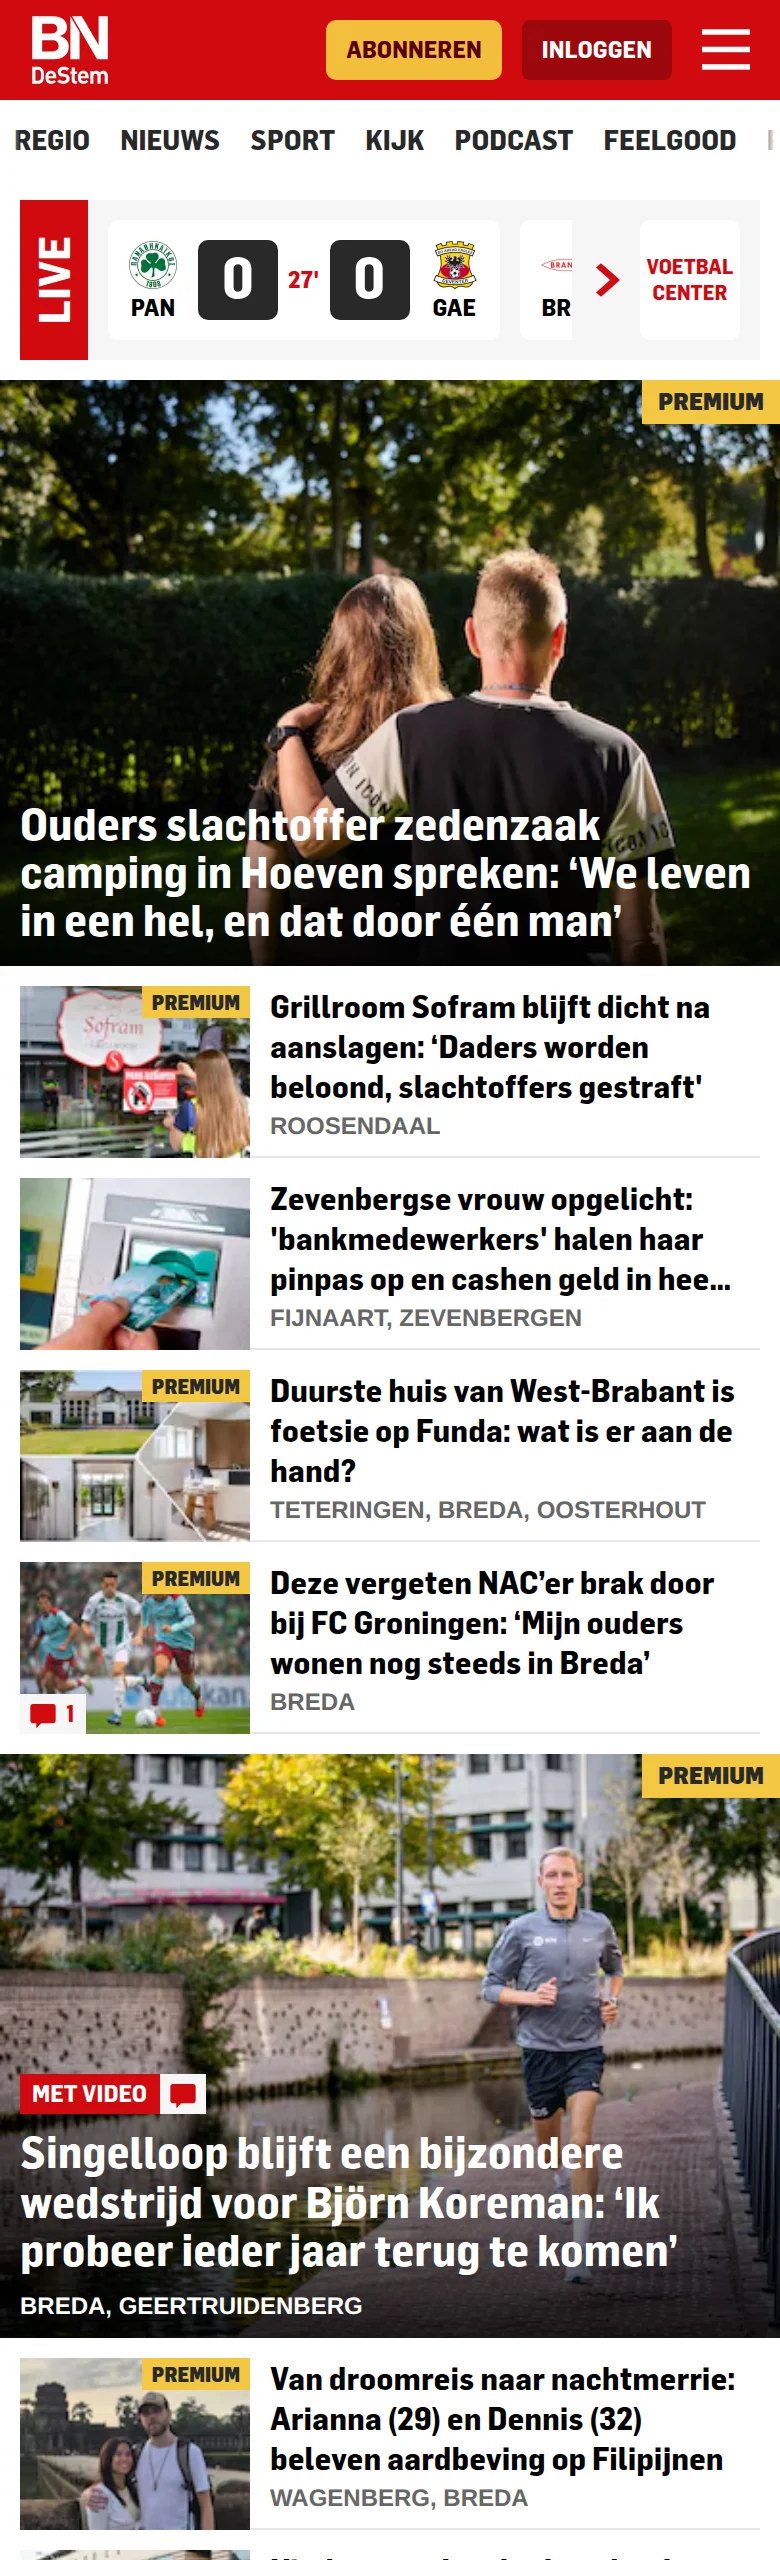 BN
DeStem
ABONNEREN
INLOGGEN
REGIO NIEUWS SPORT KIJK PODCAST FEELGOOD
LIVE
PAN
0
27'
0
GAE
BR
VOETBAL
CENTER
PREMIUM
Ouders slachtoffer zedenzaak
camping in Hoeven spreken: ‘We leven
in een hel, en dat door één man’
PREMIUM
Sofram
Grillroom Sofram blijft dicht na
aanslagen: ‘Daders worden
beloond, slachtoffers gestraft'
ROOSENDAAL
Zevenbergse vrouw opgelicht:
'bankmedewerkers' halen haar
pinpas op en cashen geld in hee...
FIJNAART, ZEVENBERGEN
PREMIUM
Duurste huis van West-Brabant is
foetsie op Funda: wat is er aan de
hand?
TETERINGEN, BREDA, OOSTERHOUT
PREMIUM
1
Deze vergeten NAC’er brak door
bij FC Groningen: ‘Mijn ouders
wonen nog steeds in Breda’
BREDA
PREMIUM
MET VIDEO
Singelloop blijft een bijzondere
wedstrijd voor Björn Koreman: ‘Ik
probeer ieder jaar terug te komen’
BREDA, GEERTRUIDENBERG
PREMIUM
Van droomreis naar nachtmerrie:
Arianna (29) en Dennis (32)
beleven aardbeving op Filipijnen
WAGENBERG, BREDA